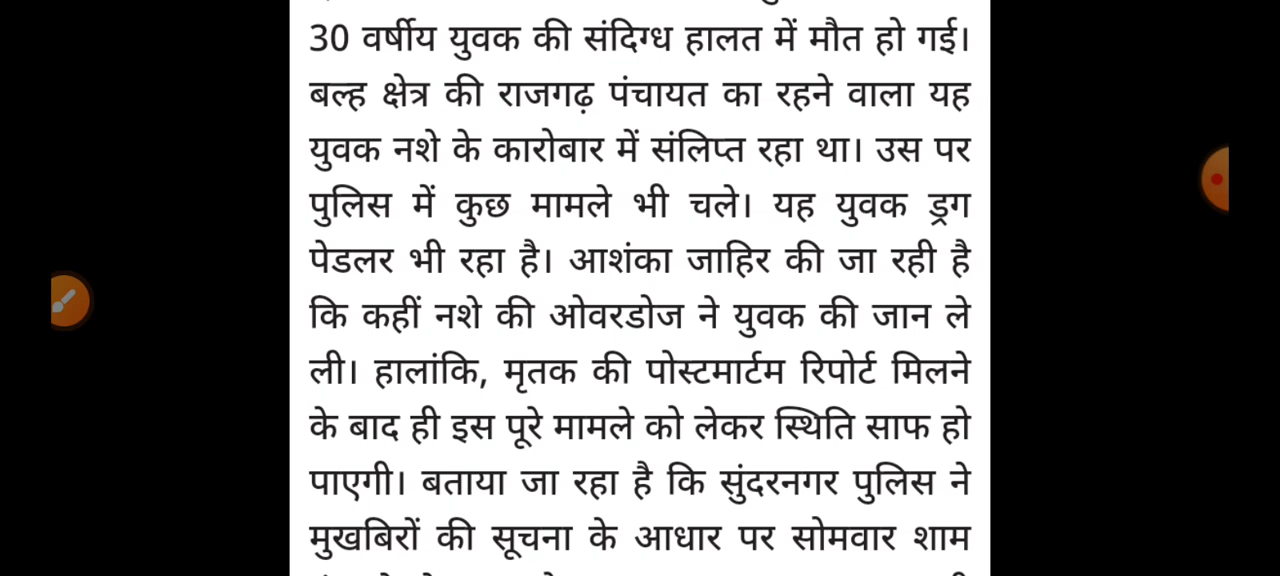 30 वर्षीय युवक की संदिग्ध हालत में मौत हो गई।
बल्ह क्षेत्र की राजगढ़ पंचायत का रहने वाला यह
युवक नशे के कारोबार में संलिप्त रहा था। उस पर
पुलिस में कुछ मामले भी चले। यह युवक ड्रग
पेडलर भी रहा है। आशंका जाहिर की जा रही है
कि कहीं नशे की ओवरडोज ने युवक की जान ले
ली। हालांकि, मृतक की पोस्टमार्टम रिपोर्ट मिलने
के बाद ही इस पूरे मामले को लेकर स्थिति साफ हो
पाएगी। बताया जा रहा है कि सुंदरनगर पुलिस ने
मुखबिरों की सूचना के आधार पर सोमवार शाम